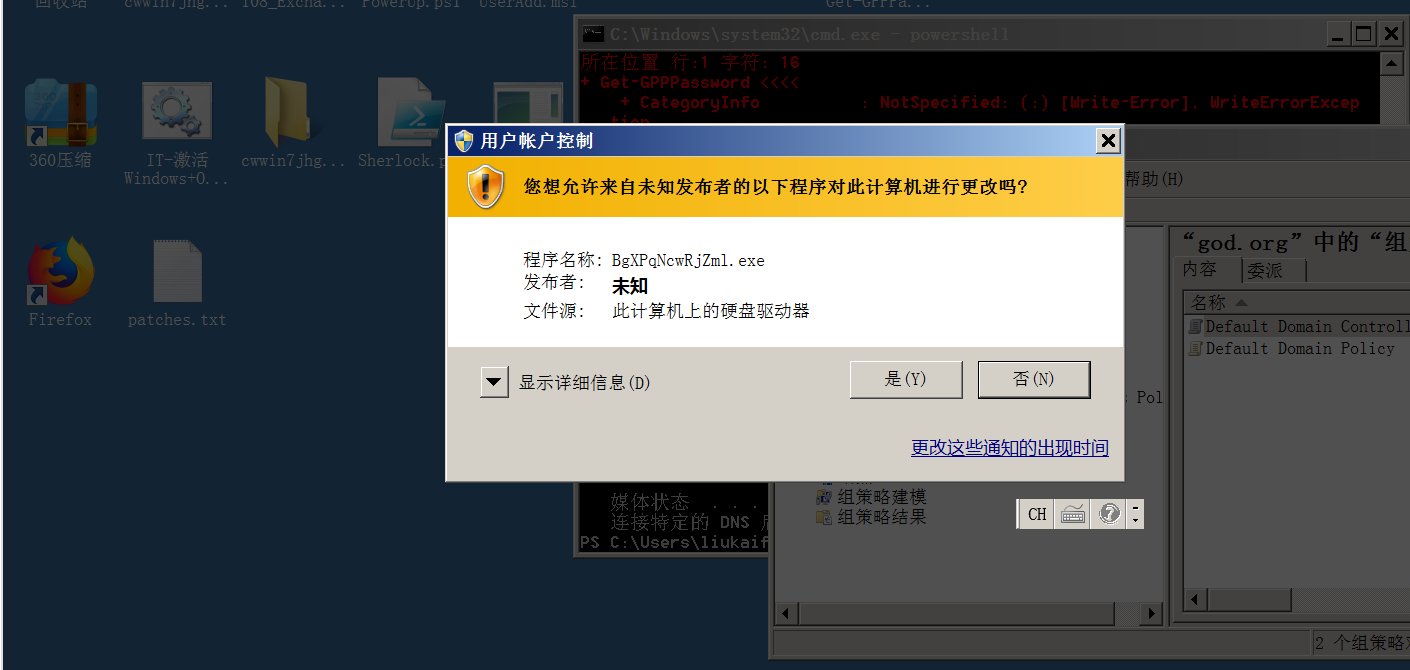 回收站
cwwin7jhg...
108_Excha...
PowerUp.ps1
UserAdd.msi
Get-GPPPa...
C:\Windows\system32\cmd.exe - powershell
所在位置 行:1 字符: 16
+ Get-GPPPassword <<<<
+ CategoryInfo : NotSpecified: (:) [Write-Error], WriteErrorExcep
tion
360压缩
IT-激活
Windows+O...
cwwin7jhg...
Sherlock.p
用户帐户控制
您想允许来自未知发布者的以下程序对此计算机进行更改吗?
程序名称: BgXPqNcwRjZml.exe
发布者: 未知
文件源: 此计算机上的硬盘驱动器
显示详细信息(D)
是(Y)
否(N)
更改这些通知的出现时间
帮助(H)
“god.org”中的“组
内容
委派
名称
Default Domain Controll
Default Domain Policy
Pol
Firefox
patches.txt
组策略建模
组策略结果
CH
媒体状态 . . .
连接特定的 DNS
PS C:\Users\liukaif
2 个组策略